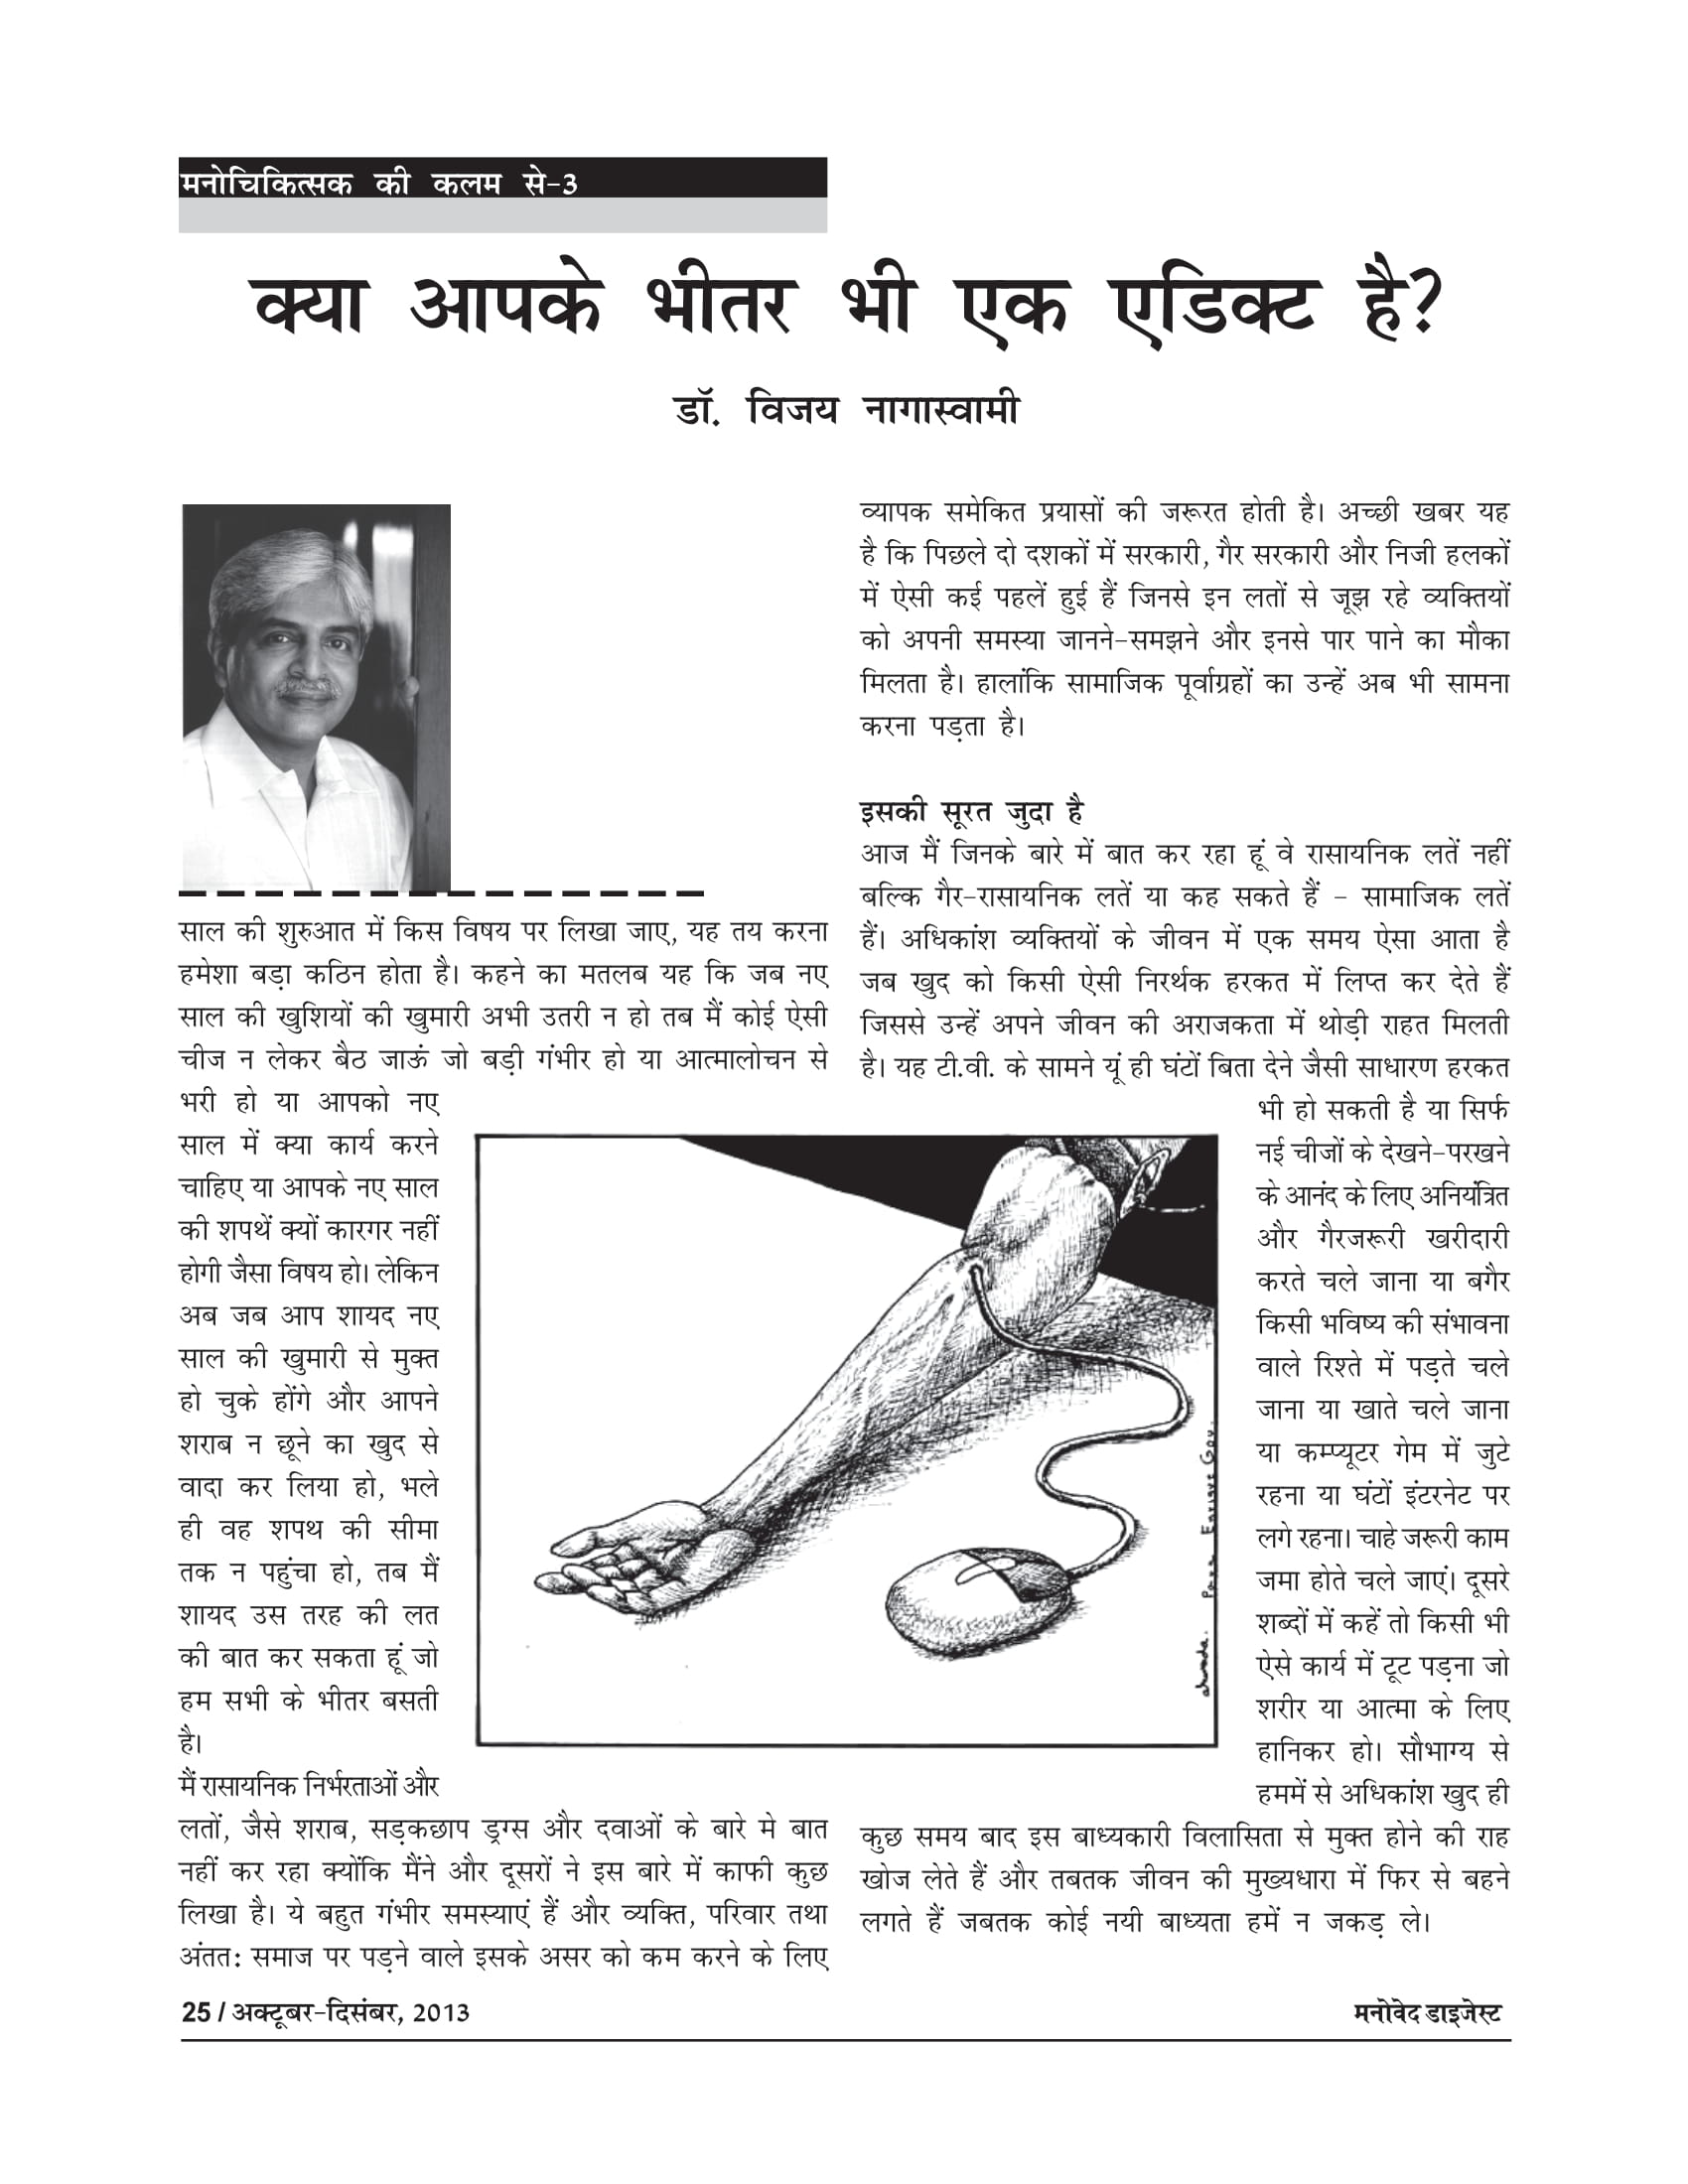 मनोचिकित्सक की कलम से-3
क्या आपके भीतर भी एक एडिक्ट है?
डॉ. विजय नागास्वामी
साल की शुरुआत में किस विषय पर लिखा जाए, यह तय करना
हमेशा बड़ा कठिन होता है। कहने का मतलब यह कि जब नए
साल की खुशियों की खुमारी अभी उतरी न हो तब मैं कोई ऐसी
चीज न लेकर बैठ जाऊं जो बड़ी गंभीर हो या आत्मालोचन से
भरी हो या आपको नए
साल में क्या कार्य करने
चाहिए या आपके नए साल
की शपथें क्यों कारगर नहीं
होगी जैसा विषय हो। लेकिन
अब जब आप शायद नए
साल की खुमारी से मुक्त
हो चुके होंगे और आपने
शराब न छूने का खुद से
वादा कर लिया हो, भले
ही वह शपथ की सीमा
तक न पहुंचा हो, तब मैं
शायद उस तरह की लत
की बात कर सकता हूं जो
हम सभी के भीतर बसती
है।
मैं रासायनिक निर्भरताओं और
लतों, जैसे शराब, सड़कछाप ड्रग्स और दवाओं के बारे मे बात
नहीं कर रहा क्योंकि मैंने और दूसरों ने इस बारे में काफी कुछ
लिखा है। ये बहुत गंभीर समस्याएं हैं और व्यक्ति, परिवार तथा
अंतत: समाज पर पड़ने वाले इसके असर को कम करने के लिए
व्यापक समेकित प्रयासों की जरूरत होती है। अच्छी खबर यह
है कि पिछले दो दशकों में सरकारी, गैर सरकारी और निजी हलकों
में ऐसी कई पहलें हुई हैं जिनसे इन लतों से जूझ रहे व्यक्तियों
को अपनी समस्या जानने-समझने और इनसे पार पाने का मौका
मिलता है। हालांकि सामाजिक पूर्वाग्रहों का उन्हें अब भी सामना
करना पड़ता है।
इसकी सूरत जुदा है
आज मैं जिनके बारे में बात कर रहा हूं वे रासायनिक लतें नहीं
बल्कि गैर-रासायनिक लतें या कह सकते हैं - सामाजिक लतें
हैं। अधिकांश व्यक्तियों के जीवन में एक समय ऐसा आता है
जब खुद को किसी ऐसी निरर्थक हरकत में लिप्त कर देते हैं
जिससे उन्हें अपने जीवन की अराजकता में थोड़ी राहत मिलती
है। यह टी.वी. के सामने यूं ही घंटों बिता देने जैसी साधारण हरकत
भी हो सकती है या सिर्फ
नई चीजों के देखने-परखने
के आनंद के लिए अनियंत्रित
और गैरजरूरी खरीदारी
करते चले जाना या बगैर
किसी भविष्य की संभावना
वाले रिश्ते में पड़ते चले
जाना या खाते चले जाना
या कम्प्यूटर गेम में जुटे
रहना या घंटों इंटरनेट पर
लगे रहना। चाहे जरूरी काम
जमा होते चले जाएं। दूसरे
शब्दों में कहें तो किसी भी
ऐसे कार्य में टूट पड़ना जो
शरीर या आत्मा के लिए
हानिकर हो। सौभाग्य से
हममें से अधिकांश खुद ही
कुछ समय बाद इस बाध्यकारी विलासिता से मुक्त होने की राह
खोज लेते हैं और तबतक जीवन की मुख्यधारा में फिर से बहने
लगते हैं जबतक कोई नयी बाध्यता हमें न जकड़ ले।
25 / अक्टूबर-दिसंबर, 2013
मनोवेद डाइजेस्ट